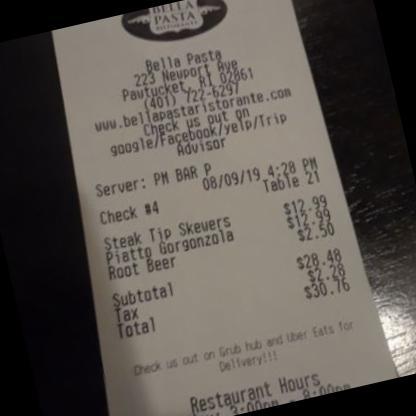 BELLA
PASTA
RISTORANTE
Bella Pasta
223 Newport Ave
Pawtucket, RI 02861
(401) 722-6297
www.bellapastaristorante.com
Check us out on
google/Facebook/yelp/Trip
Advisor
Server: PM BAR P
08/09/19 4:28 PM
Check #4 Table 21
Steak Tip Skewers $12.99
Piatto Gorgonzola $12.99
Root Beer $2.50
Subtotal $28.48
Tax $2.28
Total $30.76
Check us out on Grub hub and Uber Eats for
Delivery!!!
Restaurant Hours